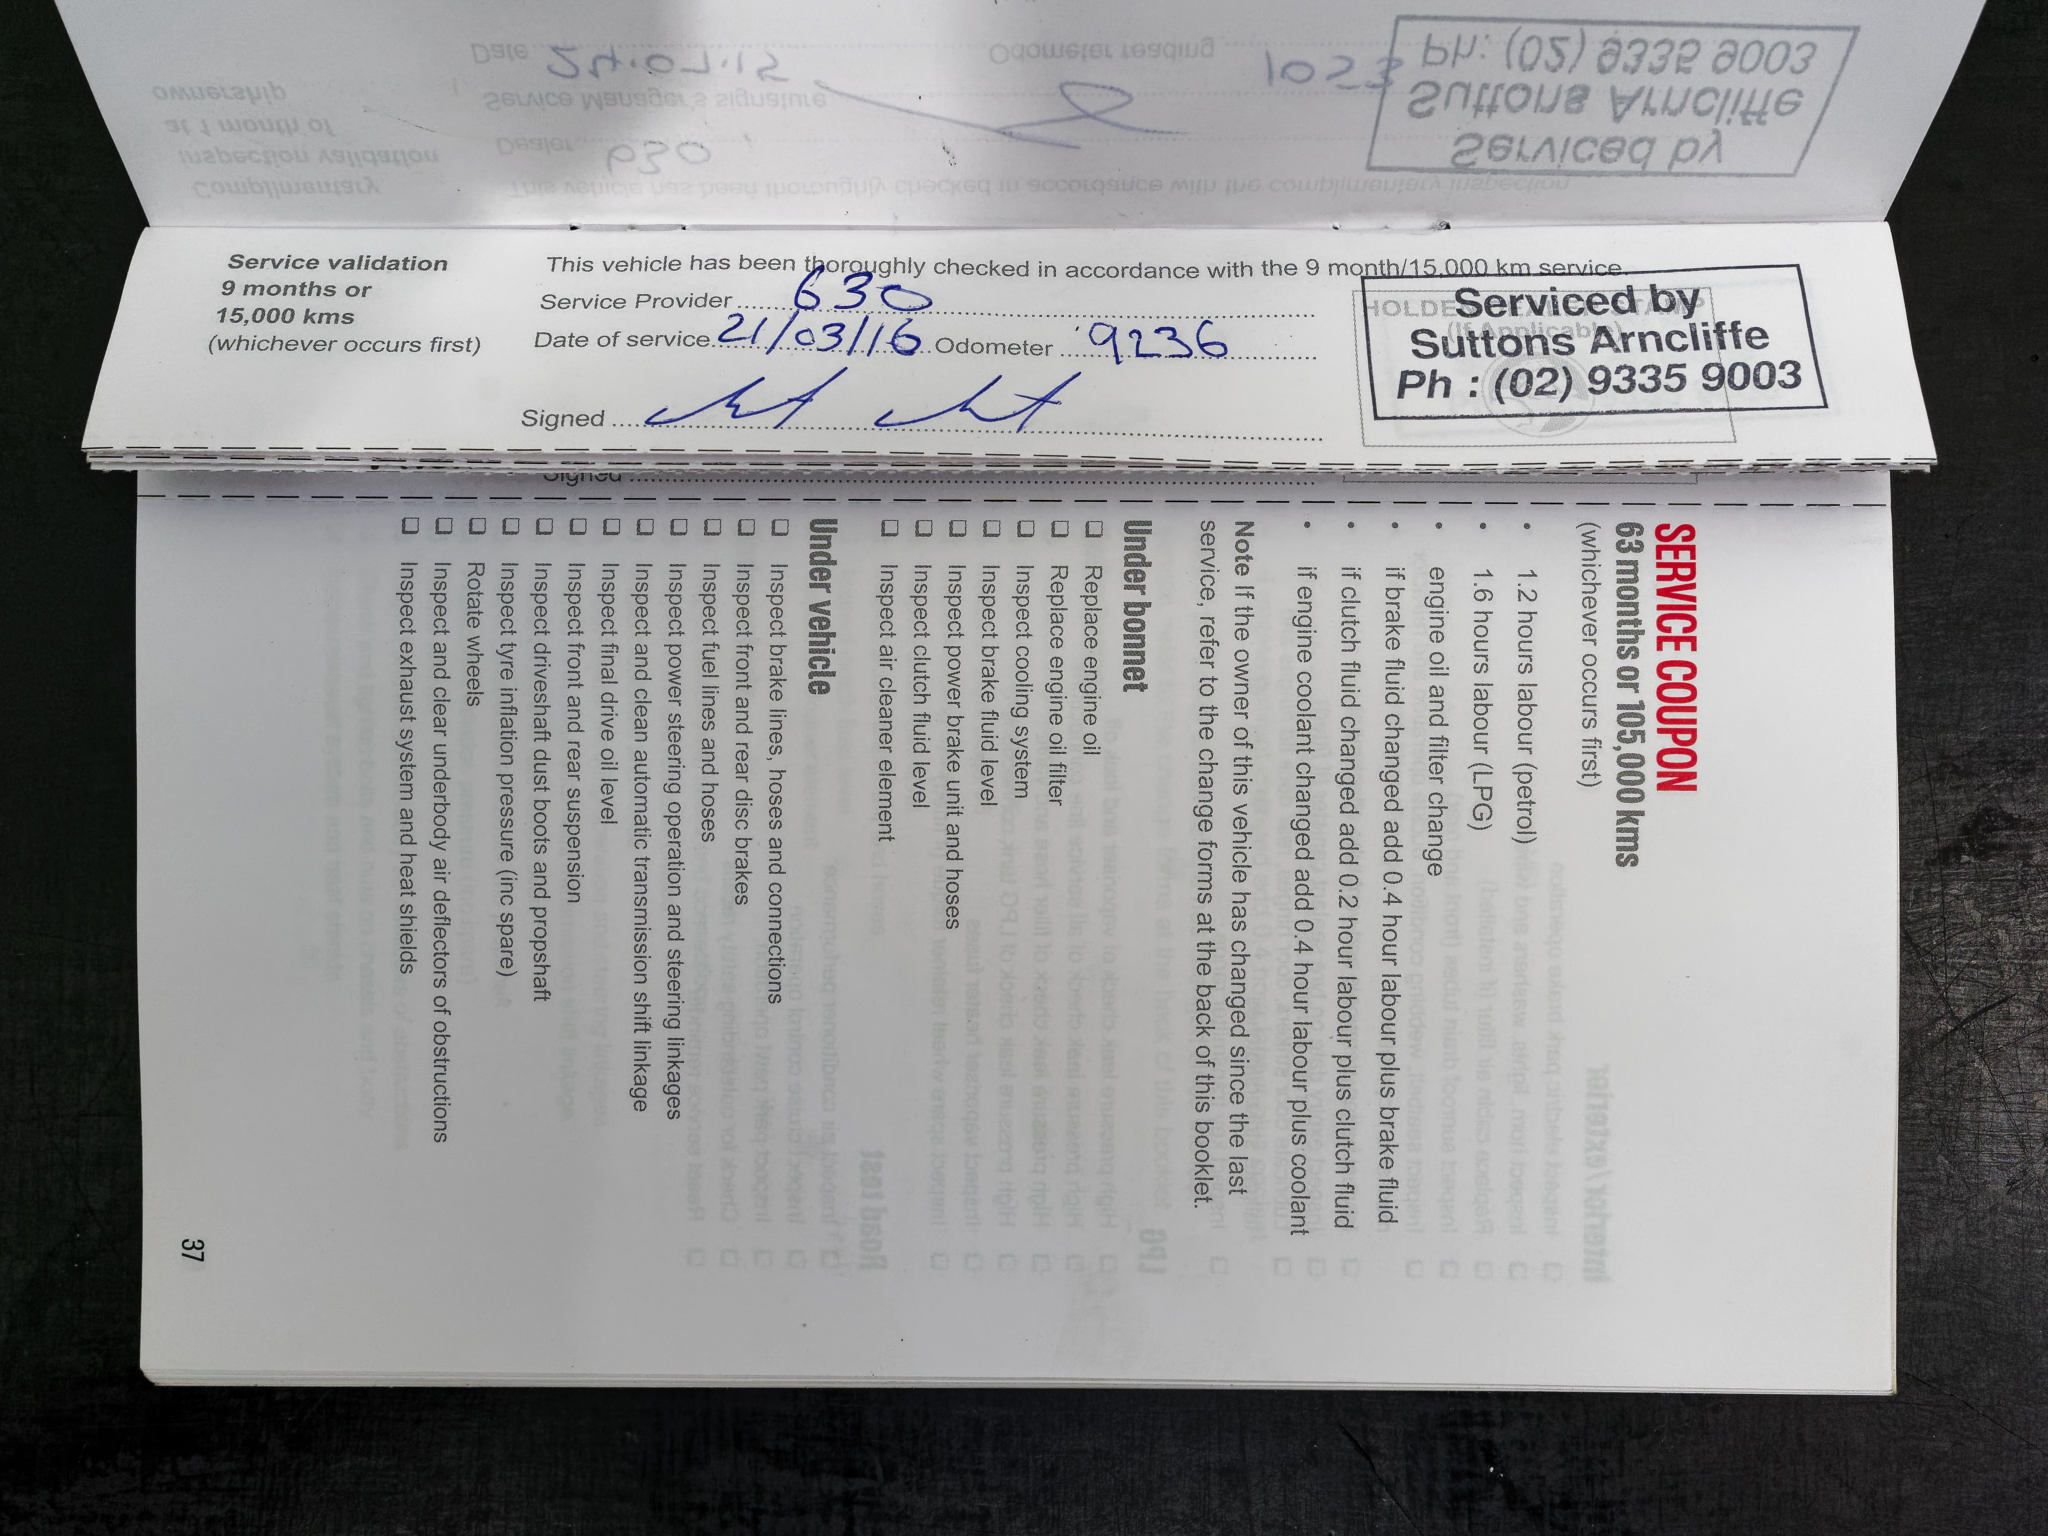 Date 24.07.15 Odometer reading 1053
Service Manager's signature
Dealer 630
This vehicle has been thoroughly checked in accordance with the complimentary inspection
Complimentary
inspection validation
at 1 month of
ownership
Serviced by
Suttons Arncliffe
Ph: (02) 9335 9003
Service validation
9 months or
15,000 kms
(whichever occurs first)
This vehicle has been thoroughly checked in accordance with the 9 month/15,000 km service.
Service Provider 630
Date of service 21/03/16 Odometer 9236
Signed
Serviced by
Suttons Arncliffe
Ph : (02) 9335 9003
Signed
SERVICE COUPON
63 months or 105,000 kms
(whichever occurs first)
• 1.2 hours labour (petrol)
• 1.6 hours labour (LPG)
• engine oil and filter change
• if brake fluid changed add 0.4 hour labour plus brake fluid
• if clutch fluid changed add 0.2 hour labour plus clutch fluid
• if engine coolant changed add 0.4 hour labour plus coolant
Note If the owner of this vehicle has changed since the last
service, refer to the change forms at the back of this booklet.
Under bonnet
❏ Replace engine oil
❏ Replace engine oil filter
❏ Inspect cooling system
❏ Inspect brake fluid level
❏ Inspect power brake unit and hoses
❏ Inspect clutch fluid level
❏ Inspect air cleaner element
Under vehicle
❏ Inspect brake lines, hoses and connections
❏ Inspect front and rear disc brakes
❏ Inspect fuel lines and hoses
❏ Inspect power steering operation and steering linkages
❏ Inspect and clean automatic transmission shift linkage
❏ Inspect final drive oil level
❏ Inspect front and rear suspension
❏ Inspect driveshaft dust boots and propshaft
❏ Inspect tyre inflation pressure (inc spare)
❏ Rotate wheels
❏ Inspect and clear underbody air deflectors of obstructions
❏ Inspect exhaust system and heat shields
37